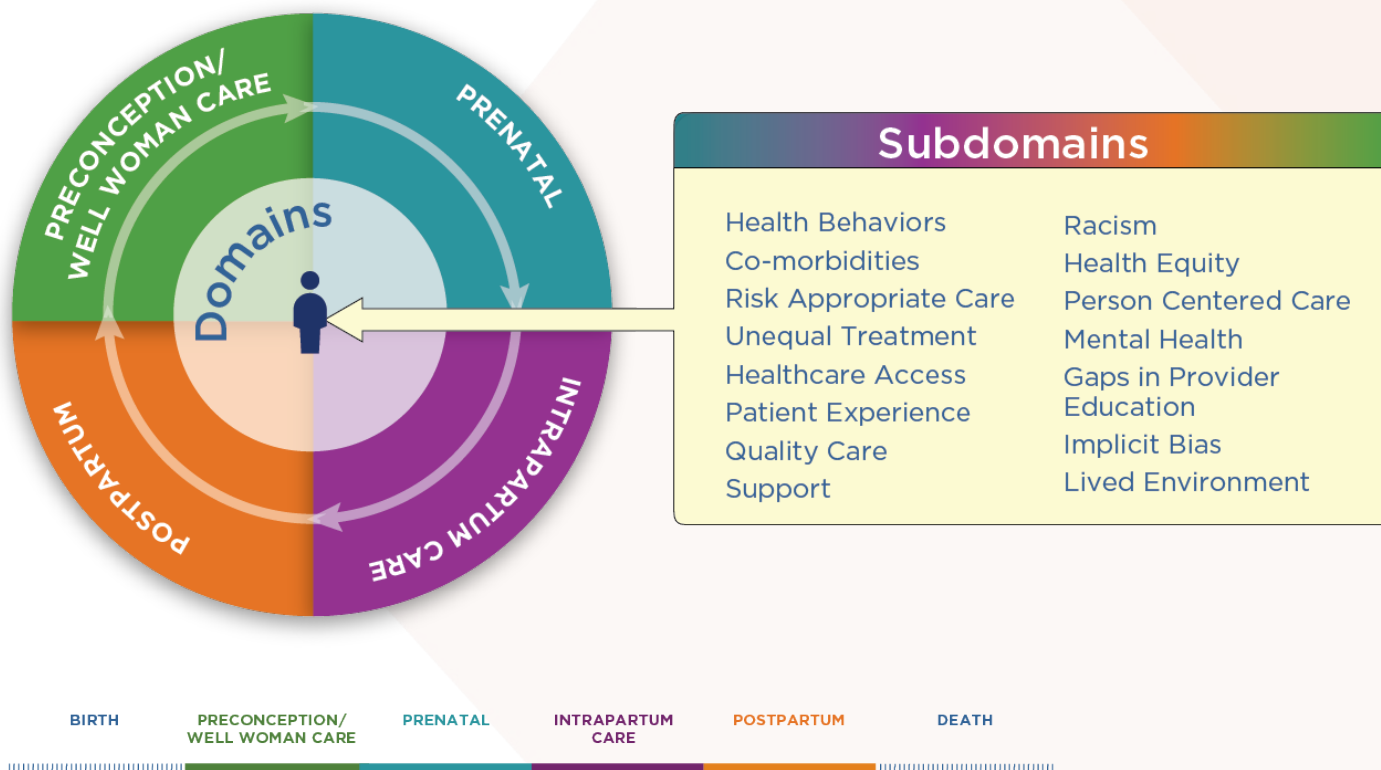 PRECONCEPTION/
WELL WOMAN CARE
PRENATAL
Domains
INTRAPARTUM CARE
POSTPARTUM
Subdomains
Health Behaviors
Co-morbidities
Risk Appropriate Care
Unequal Treatment
Healthcare Access
Patient Experience
Quality Care
Support
Racism
Health Equity
Person Centered Care
Mental Health
Gaps in Provider
Education
Implicit Bias
Lived Environment
BIRTH
PRECONCEPTION/
WELL WOMAN CARE
PRENATAL
INTRAPARTUM
CARE
POSTPARTUM
DEATH